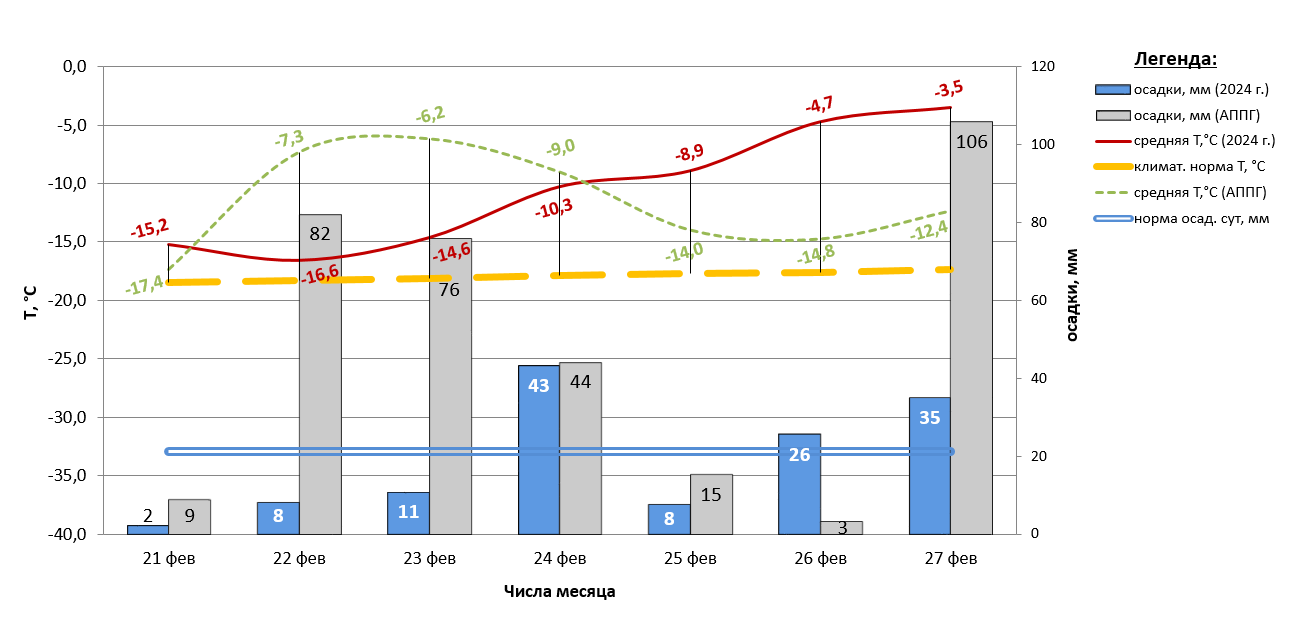 Легенда:
осадки, мм (2024 г.)
осадки, мм (АППГ)
средняя Т,°С (2024 г.)
климат. норма Т, °С
средняя Т,°С (АППГ)
норма осад. сут, мм
Т, °С
0,0
-5,0
-10,0
-15,0
-20,0
-25,0
-30,0
-35,0
-40,0
осадки, мм
120
100
80
60
40
20
0
-15,2
-16,6
-14,6
-10,3
-8,9
-4,7
-3,5
-17,4
-7,3
-6,2
-9,0
-14,0
-14,8
-12,4
2
9
8
82
11
76
43
44
8
15
26
3
35
106
21 фев
22 фев
23 фев
24 фев
25 фев
26 фев
27 фев
Числа месяца